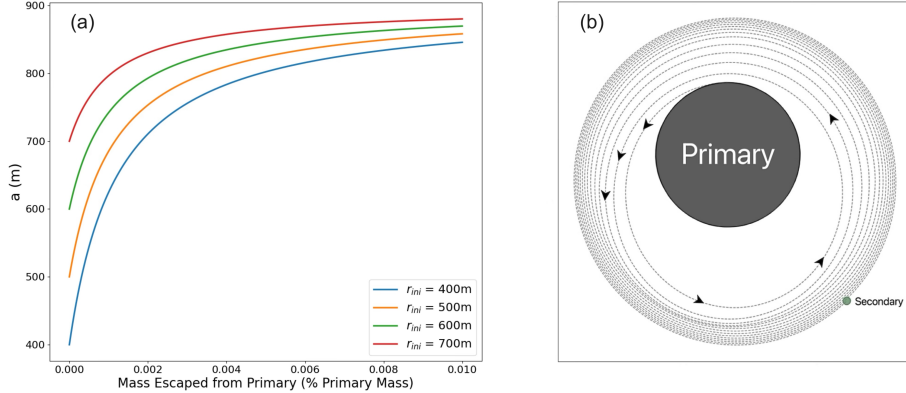 (a)
900
800
700
600
500
400
a (m)
0.000
0.002
0.004
0.006
0.008
0.010
Mass Escaped from Primary (% Primary Mass)
r_ini = 400m
r_ini = 500m
r_ini = 600m
r_ini = 700m
(b)
Primary
Secondary